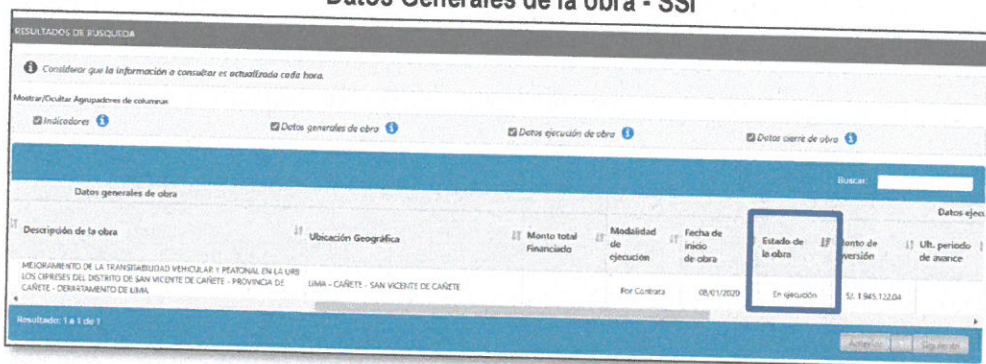 Datos Generales de la obra - SSI
RESULTADOS DE BUSQUEDA
Considerar que la información a consultar es actualizada cada hora.
Mostrar/Ocultar Agrupadores de columnas
Indicadores
Datos generales de obra
Datos ejecución de obra
Datos cierre de obra
Buscar:
Datos generales de obra
Datos ejec
Descripción de la obra
Ubicación Geográfica
Monto total Financiado
Modalidad de ejecución
Fecha de inicio de obra
Estado de la obra
Monto de versión
Ult. periodo de avance
MEJORAMIENTO DE LA TRANSITABILIDAD VEHICULAR Y PEATONAL EN LA URB
LOS CIPRESES DEL DISTRITO DE SAN VICENTE DE CAÑETE - PROVINCIA DE
CAÑETE - DEPARTAMENTO DE LIMA.
LIMA - CAÑETE - SAN VICENTE DE CAÑETE
Por Contrata
08/01/2020
En ejecución
S/. 1.945,122.04
Resultado: 1 a 1 de 1
Anterior
1
Siguiente